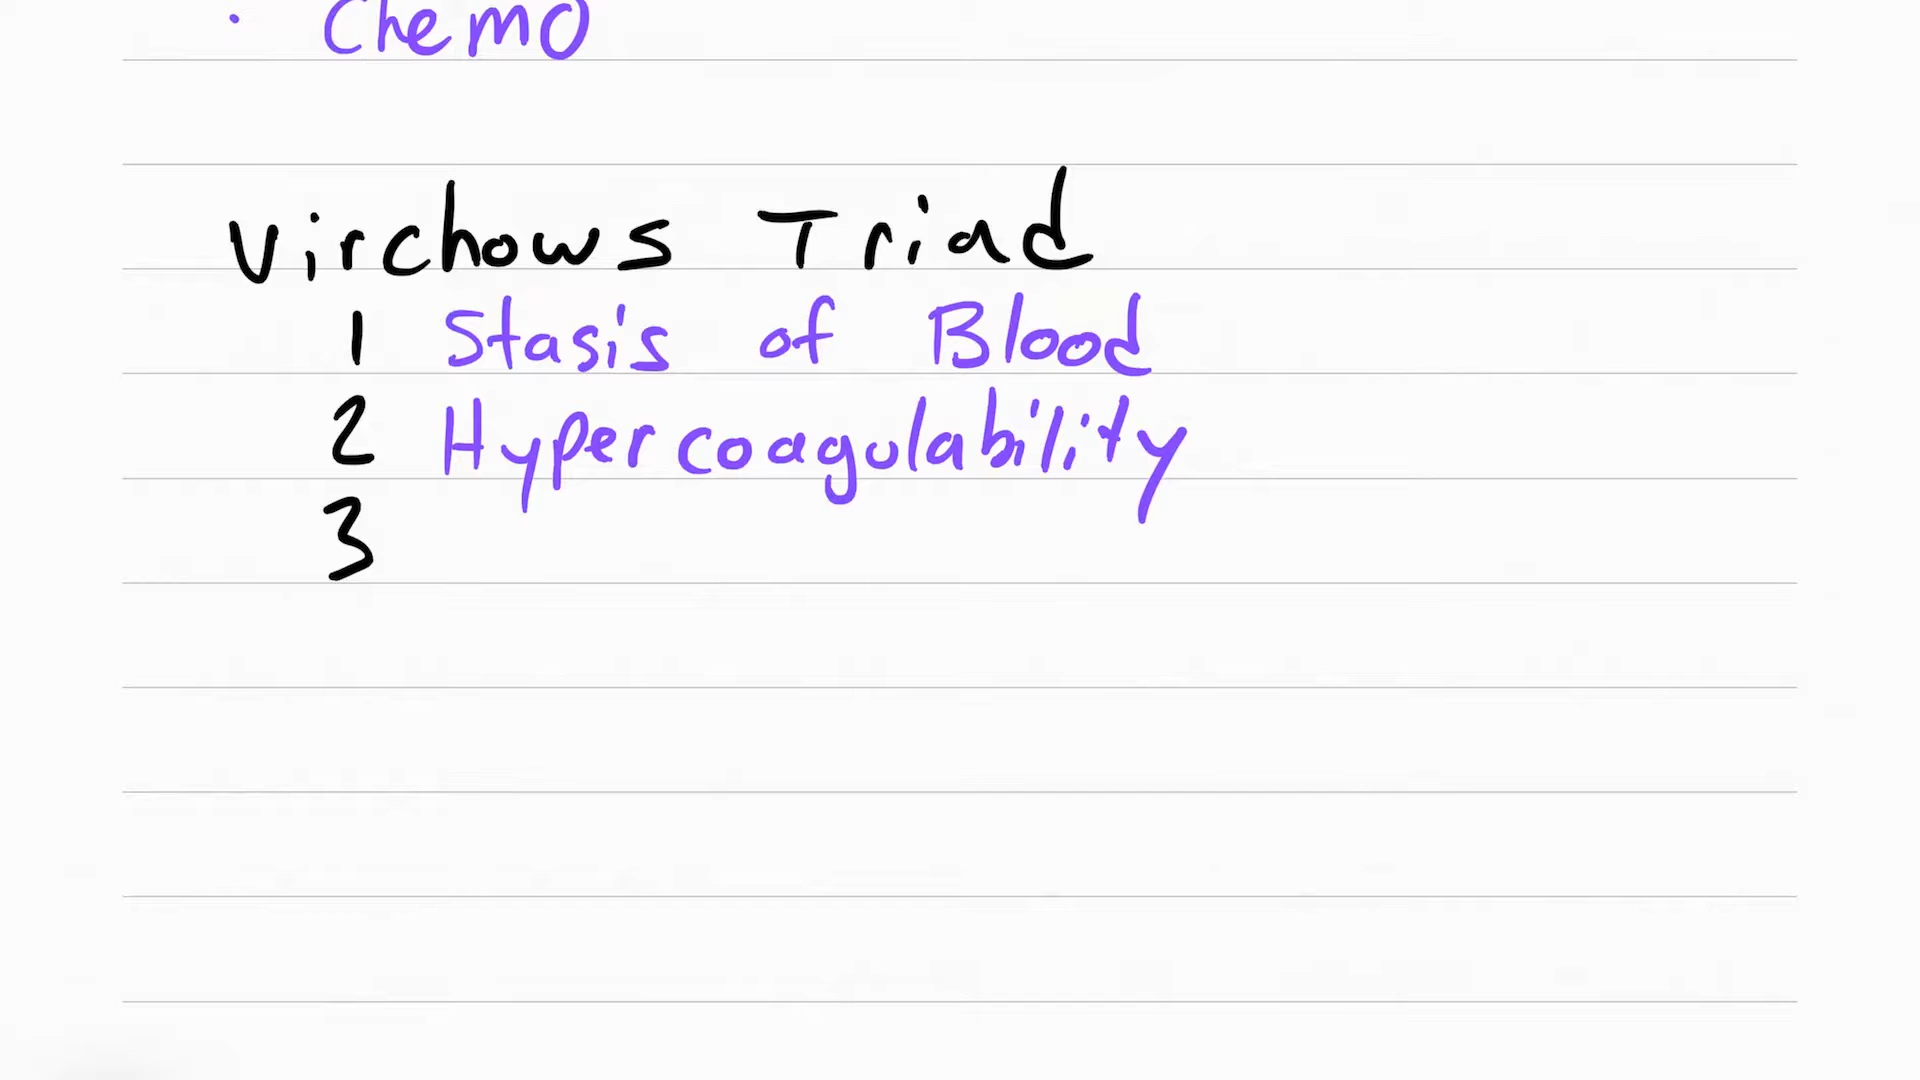 · Chemo
Virchows Triad
1 Stasis of Blood
2 Hypercoagulability
3